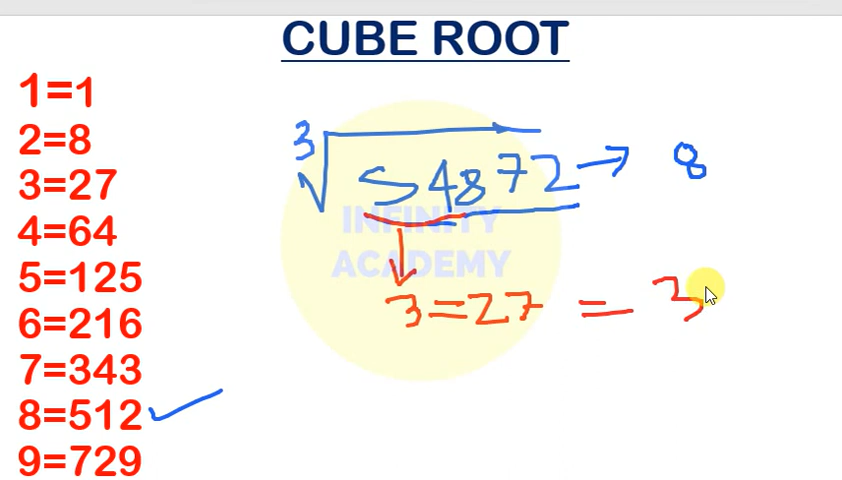 CUBE ROOT
1=1
2=8
3=27
4=64
5=125
6=216
7=343
8=512
9=729
3√54872 → 8
INFINITY
ACADEMY
3=27 = 3